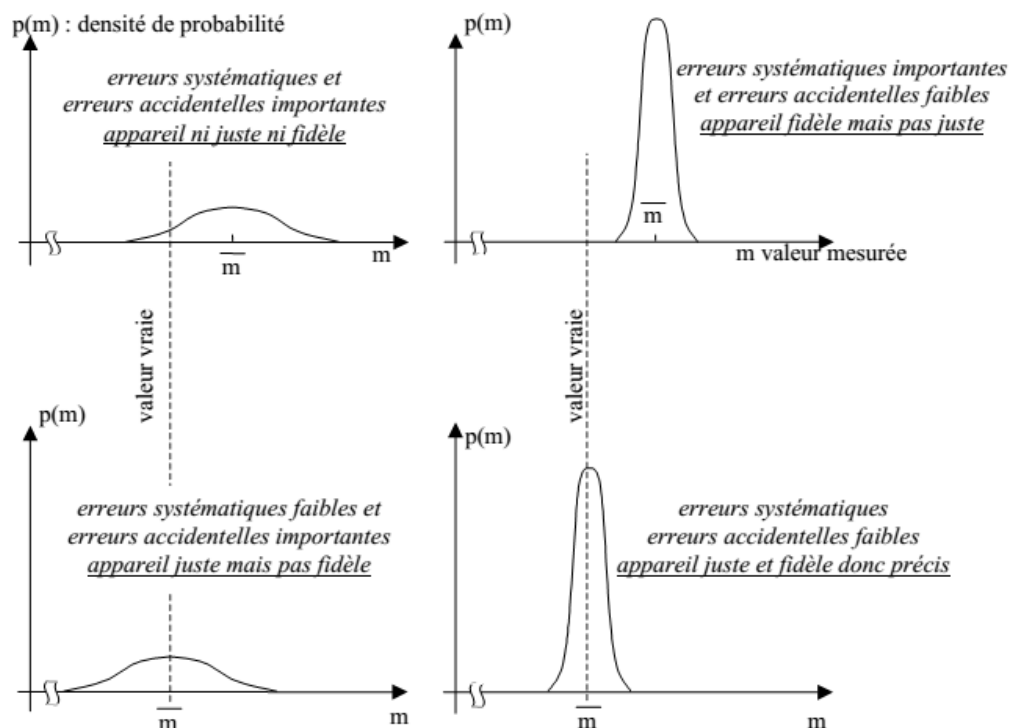 p(m) : densité de probabilité
erreurs systématiques et
erreurs accidentelles importantes
appareil ni juste ni fidèle
m
m
p(m)
erreurs systématiques importantes
et erreurs accidentelles faibles
appareil fidèle mais pas juste
m
m valeur mesurée
valeur vraie
valeur vraie
p(m)
erreurs systématiques faibles et
erreurs accidentelles importantes
appareil juste mais pas fidèle
m
m
p(m)
erreurs systématiques
erreurs accidentelles faibles
appareil juste et fidèle donc précis
m
m